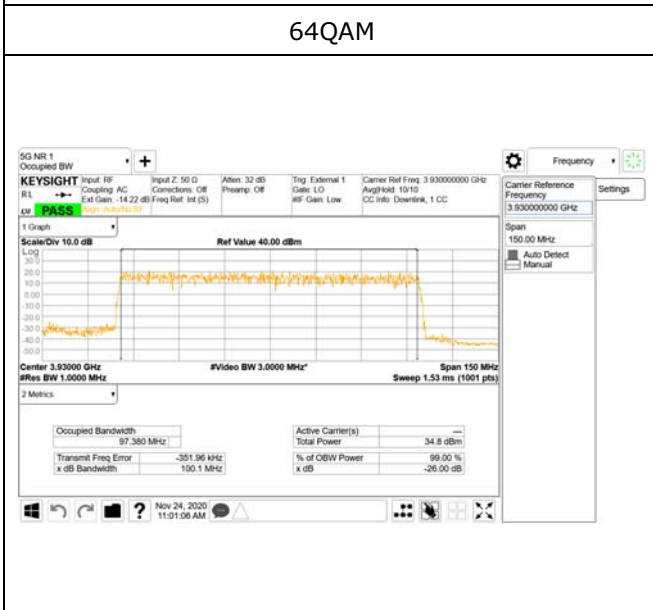 64QAM
5G NR 1
Occupied BW
Frequency
KEYSIGHT Input: RF Input Z: 50 Ω Atten: 32 dB Trig: External 1 Carrier Ref Freq: 3.930000000 GHz
RL Coupling: AC Corrections: Off Preamp: Off Gate: LO Avg|Hold: 10/10
Ext Gain: -14.22 dB Freq Ref: Int (S) #IF Gain: Low CC Info: Downlink, 1 CC
PASS Align: Auto/No RF
Carrier Reference
Frequency
3.930000000 GHz
Settings
Span
150.00 MHz
Auto Detect
Manual
1 Graph
Scale/Div 10.0 dB Ref Value 40.00 dBm
Log
30.0
20.0
10.0
0.00
-10.0
-20.0
-30.0
-40.0
-50.0
Center 3.93000 GHz #Video BW 3.0000 MHz* Span 150 MHz
#Res BW 1.0000 MHz Sweep 1.53 ms (1001 pts)
2 Metrics
Occupied Bandwidth Active Carrier(s) ---
97.380 MHz Total Power 34.8 dBm
Transmit Freq Error -351.96 kHz % of OBW Power 99.00 %
x dB Bandwidth 100.1 MHz x dB -26.00 dB
? Nov 24, 2020
11:01:06 AM